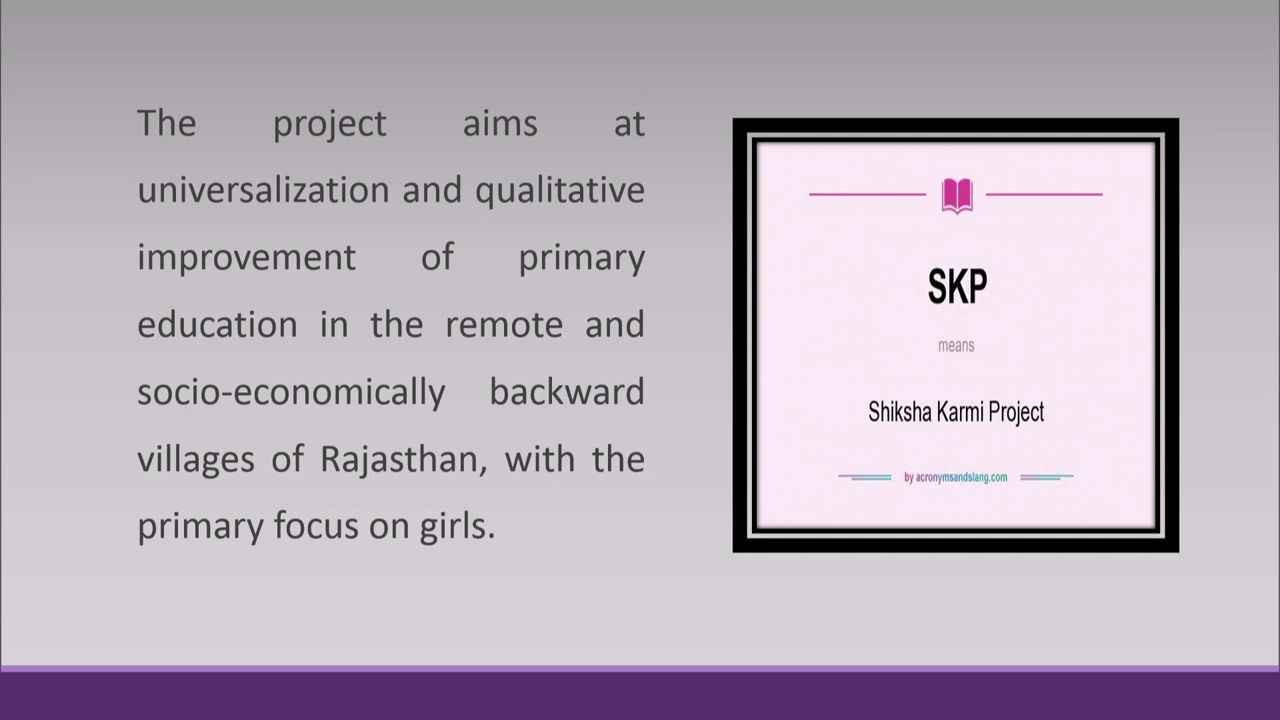 The project aims at
universalization and qualitative
improvement of primary
education in the remote and
socio-economically backward
villages of Rajasthan, with the
primary focus on girls.
SKP
means
Shiksha Karmi Project
by acronymsandslang.com